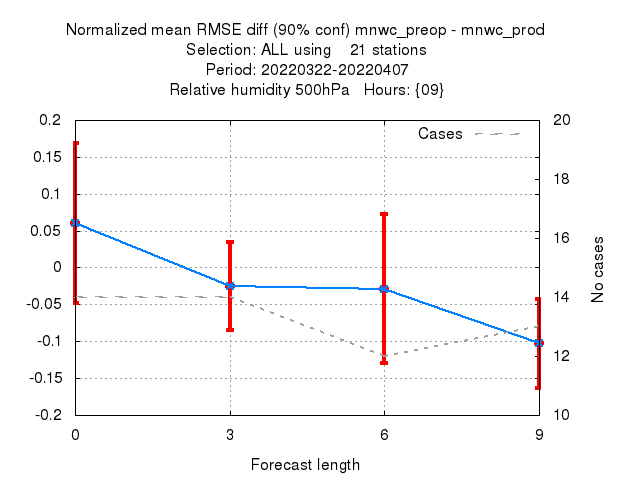 Normalized mean RMSE diff (90% conf) mnwc_preop - mnwc_prod
Selection: ALL using    21 stations
Period: 20220322-20220407
Relative humidity 500hPa   Hours: {09}
Cases
0.2
0.15
0.1
0.05
0
-0.05
-0.1
-0.15
-0.2
20
18
16
14
12
10
No cases
0 3 6 9
Forecast length